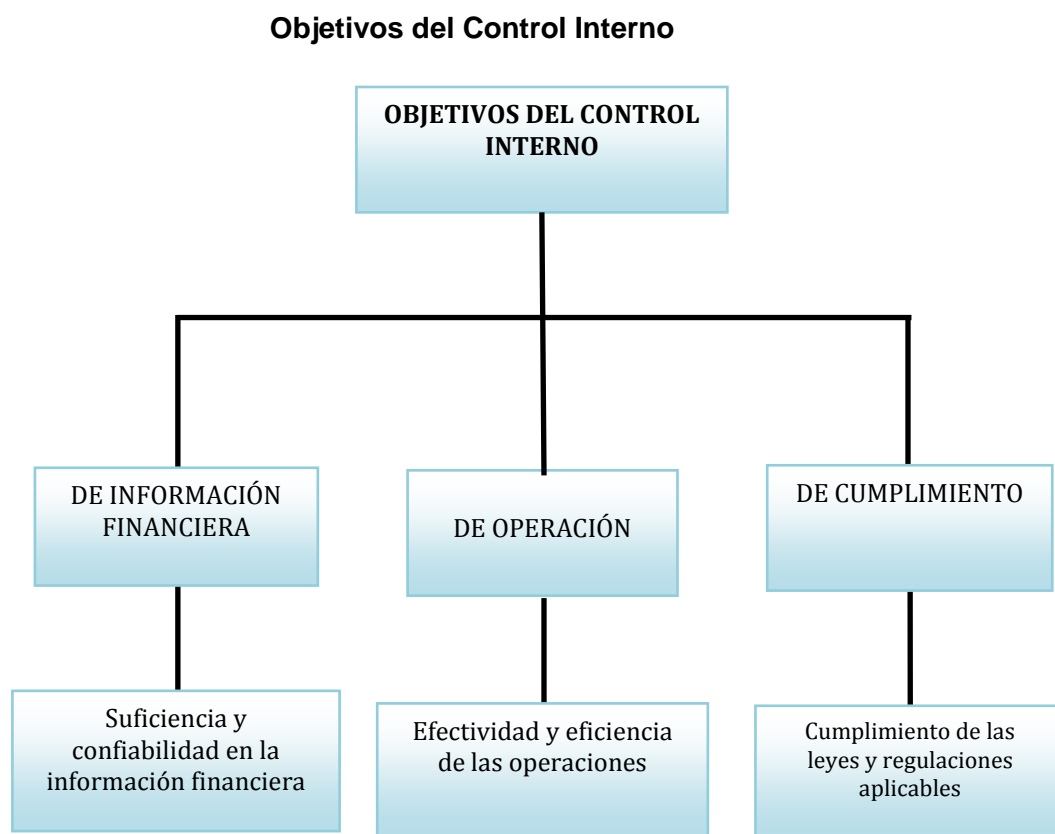 Objetivos del Control Interno
OBJETIVOS DEL CONTROL
INTERNO
DE INFORMACIÓN
FINANCIERA
DE OPERACIÓN
DE CUMPLIMIENTO
Suficiencia y
confiabilidad en la
información financiera
Efectividad y eficiencia
de las operaciones
Cumplimiento de las
leyes y regulaciones
aplicables